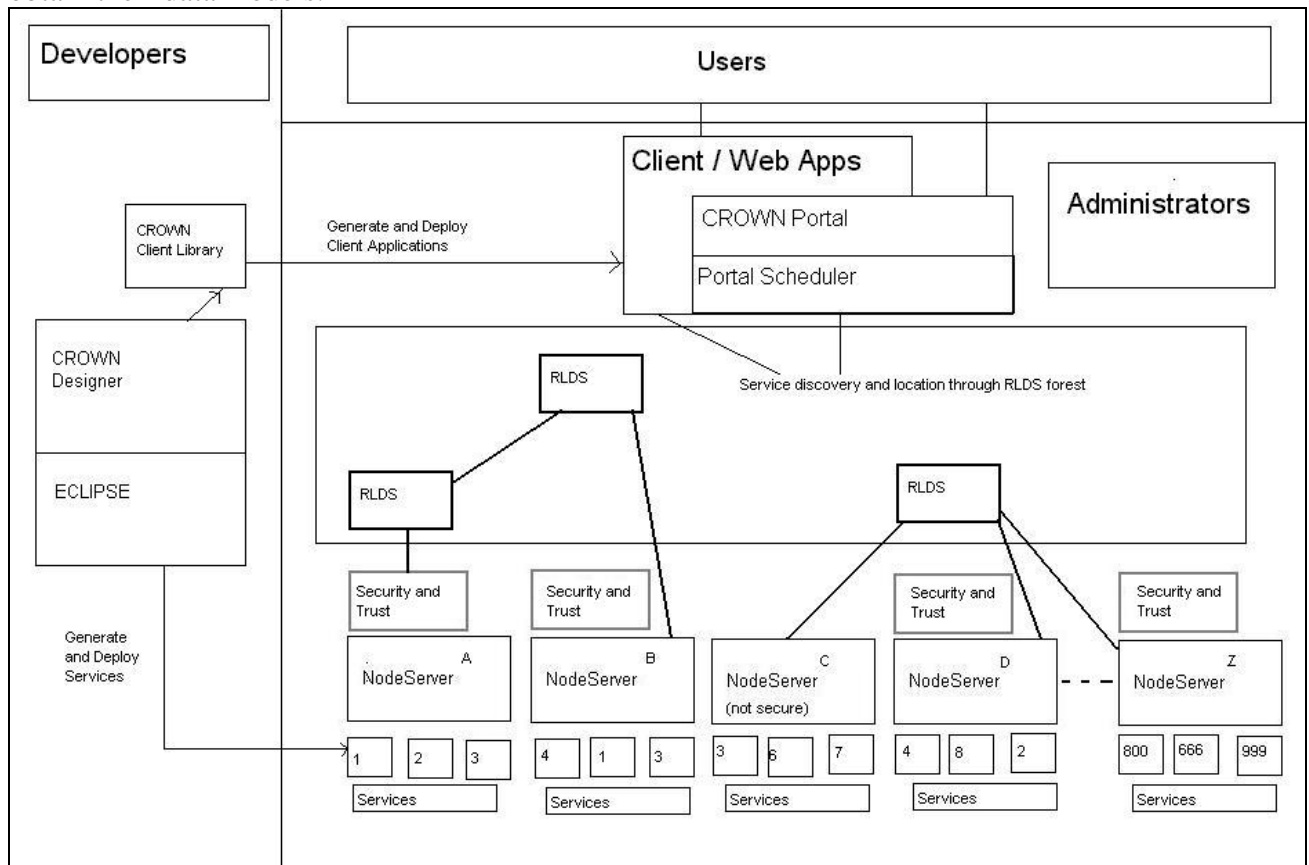 Developers
Users
Client / Web Apps
CROWN Portal
Portal Scheduler
Administrators
CROWN
Client Library
Generate and Deploy
Client Applications
CROWN
Designer
ECLIPSE
Generate
and Deploy
Services
RLDS
Service discovery and location through RLDS forest
RLDS
RLDS
Security and
Trust
Security and
Trust
Security and
Trust
Security and
Trust
A
NodeServer
B
NodeServer
C
NodeServer
(not secure)
D
NodeServer
Z
NodeServer
1 2 3
4 1 3
3 6 7
4 8 2
800 666 999
Services
Services
Services
Services
Services